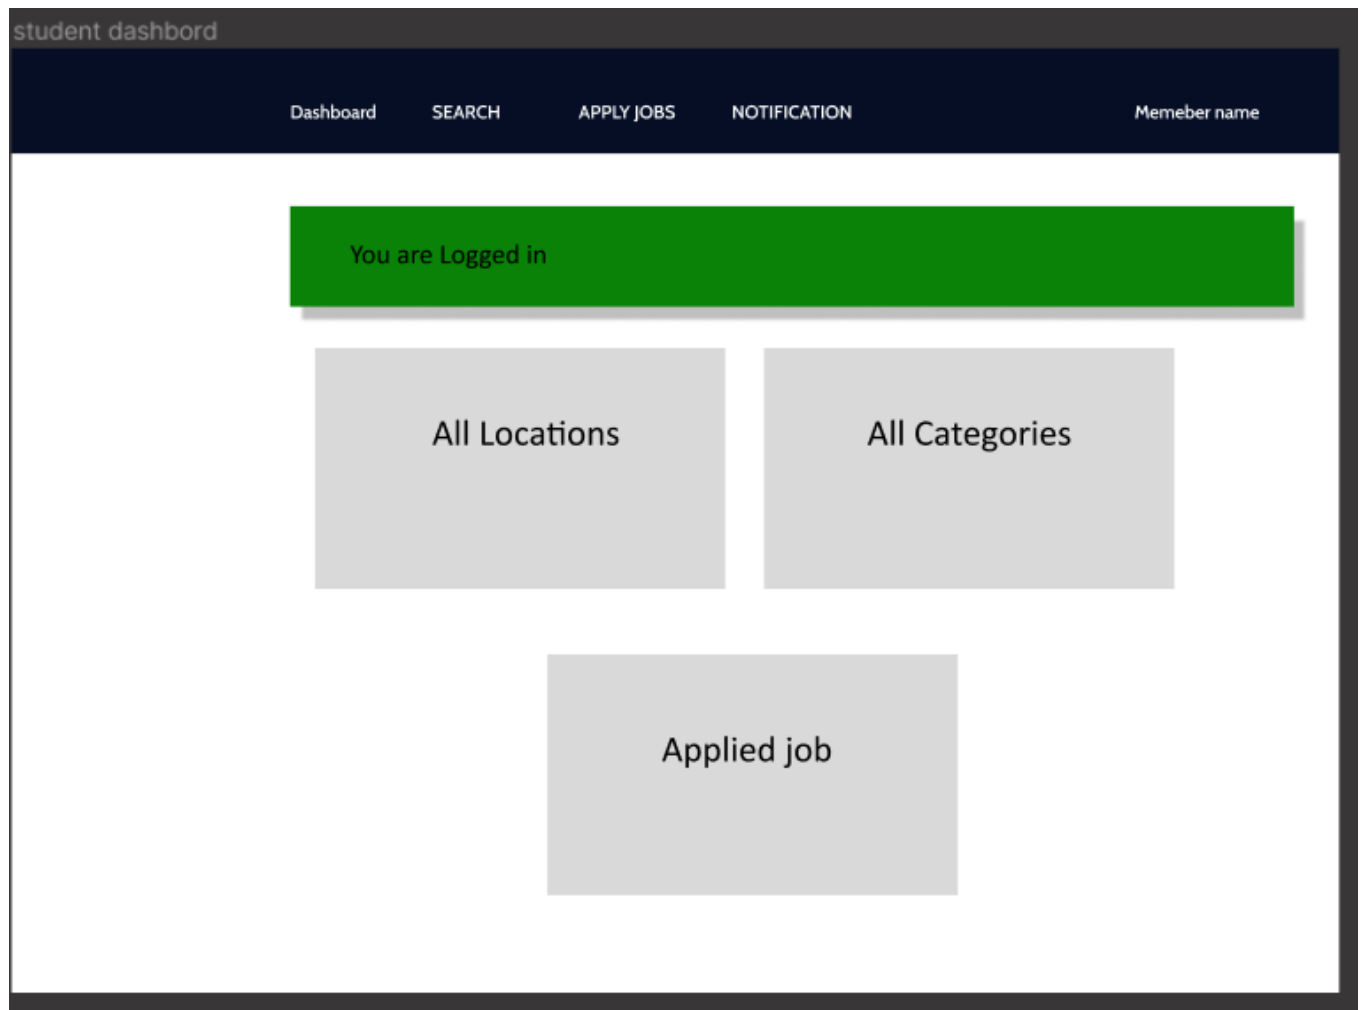 student dashbord
Dashboard SEARCH APPLY JOBS NOTIFICATION Memeber name
You are Logged in
All Locations All Categories
Applied job